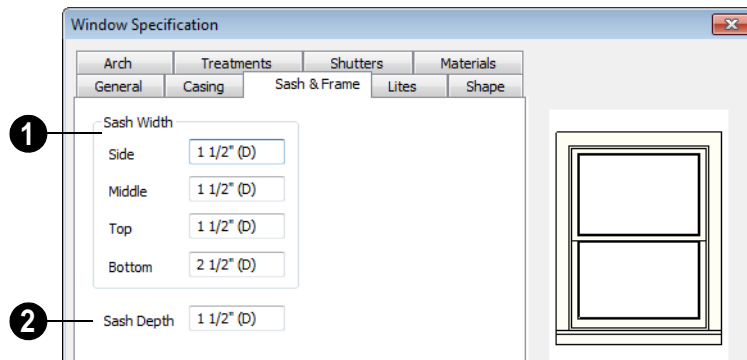 Window Specification
Arch Treatments Shutters Materials
General Casing Sash & Frame Lites Shape
1
Sash Width
Side 1 1/2" (D)
Middle 1 1/2" (D)
Top 1 1/2" (D)
Bottom 2 1/2" (D)
2
Sash Depth 1 1/2" (D)